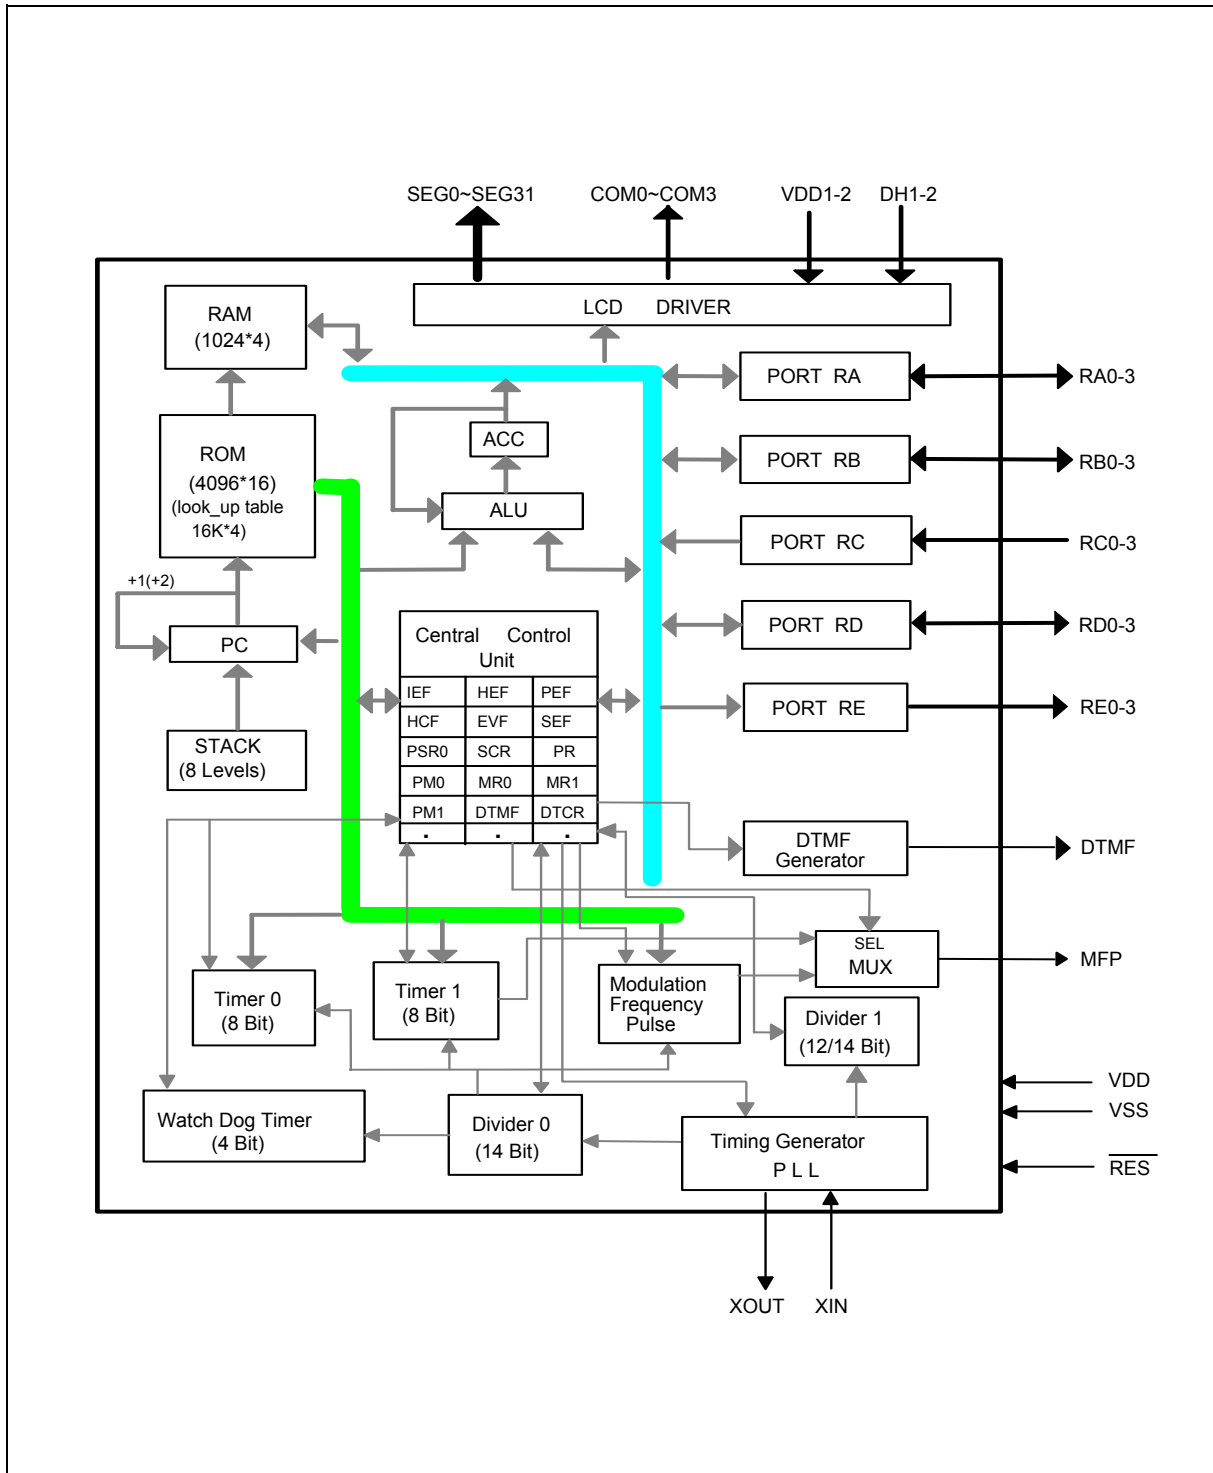 SEG0~SEG31 COM0~COM3 VDD1-2 DH1-2
LCD DRIVER
RAM
(1024*4)
PORT RA RA0-3
ROM
(4096*16)
(look_up table
16K*4)
ACC
PORT RB RB0-3
ALU
PORT RC RC0-3
+1(+2)
PC
Central Control
Unit
PORT RD RD0-3
IEF HEF PEF
HCF EVF SEF
PSR0 SCR PR
PM0 MR0 MR1
PM1 DTMF DTCR
. . .
PORT RE RE0-3
STACK
(8 Levels)
DTMF
Generator
DTMF
SEL
MUX
MFP
Timer 0
(8 Bit)
Timer 1
(8 Bit)
Modulation
Frequency
Pulse
Divider 1
(12/14 Bit)
VDD
VSS
RES
Watch Dog Timer
(4 Bit)
Divider 0
(14 Bit)
Timing Generator
P L L
XOUT XIN